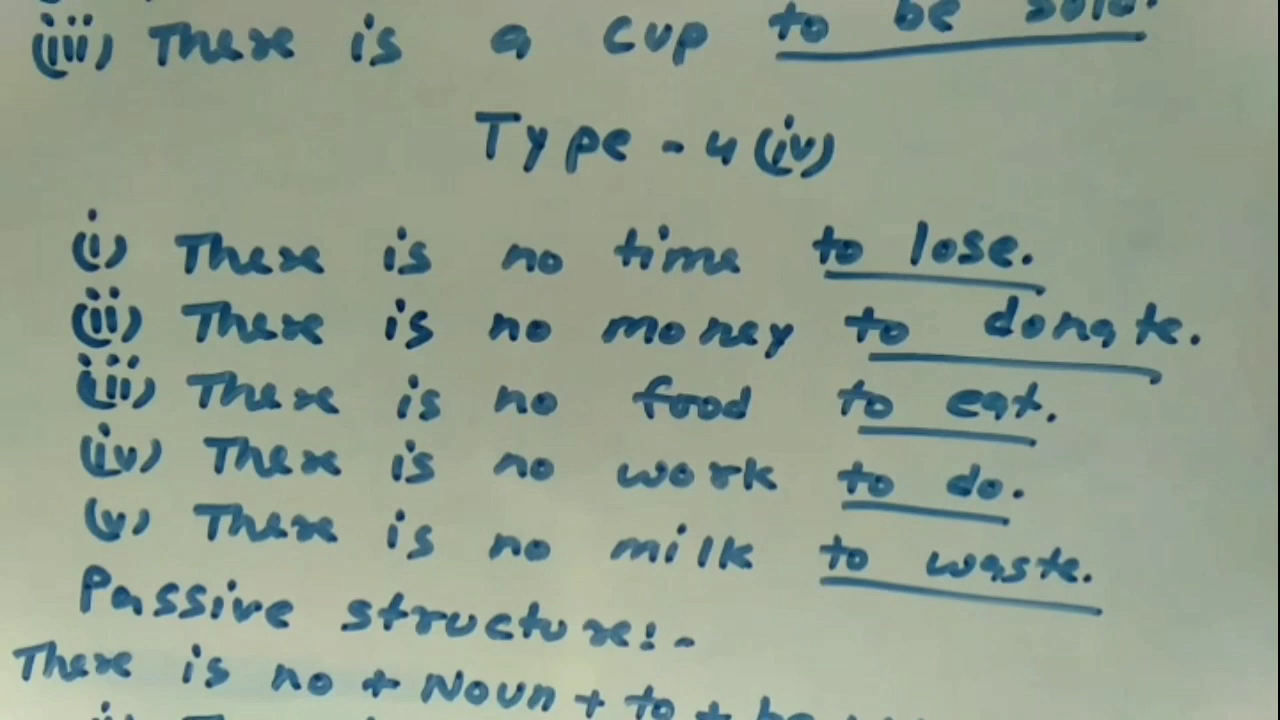 (iii) There is a cup to be sold.
Type - 4 (iv)
(i) There is no time to lose.
(ii) There is no money to donate.
(iii) There is no food to eat.
(iv) There is no work to do.
(v) There is no milk to waste.
Passive structure:-
There is no + Noun + to + be